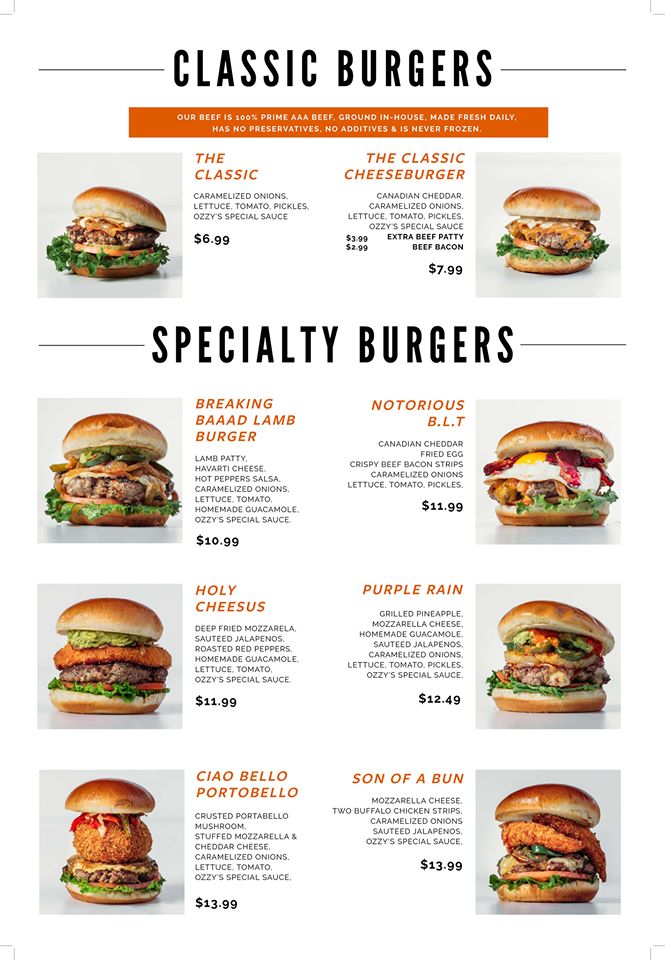 CLASSIC BURGERS
OUR BEEF IS 100% PRIME AAA BEEF, GROUND IN-HOUSE, MADE FRESH DAILY,
HAS NO PRESERVATIVES, NO ADDITIVES & IS NEVER FROZEN.
THE
CLASSIC
CARAMELIZED ONIONS,
LETTUCE, TOMATO, PICKLES,
OZZY'S SPECIAL SAUCE
$6.99
THE CLASSIC
CHEESEBURGER
CANADIAN CHEDDAR,
CARAMELIZED ONIONS,
LETTUCE, TOMATO, PICKLES,
OZZY'S SPECIAL SAUCE
$3.99 EXTRA BEEF PATTY
$2.99 BEEF BACON
$7.99
SPECIALTY BURGERS
BREAKING
BAAAD LAMB
BURGER
LAMB PATTY,
HAVARTI CHEESE,
HOT PEPPERS SALSA,
CARAMELIZED ONIONS,
LETTUCE, TOMATO,
HOMEMADE GUACAMOLE,
OZZY'S SPECIAL SAUCE.
$10.99
NOTORIOUS
B.L.T
CANADIAN CHEDDAR
FRIED EGG
CRISPY BEEF BACON STRIPS
CARAMELIZED ONIONS
LETTUCE, TOMATO, PICKLES,
$11.99
HOLY
CHEESUS
DEEP FRIED MOZZARELA,
SAUTEED JALAPENOS,
ROASTED RED PEPPERS,
HOMEMADE GUACAMOLE,
LETTUCE, TOMATO,
OZZY'S SPECIAL SAUCE.
$11.99
PURPLE RAIN
GRILLED PINEAPPLE,
MOZZARELLA CHEESE,
HOMEMADE GUACAMOLE,
SAUTEED JALAPENOS,
CARAMELIZED ONIONS,
LETTUCE, TOMATO, PICKLES,
OZZY'S SPECIAL SAUCE,
$12.49
CIAO BELLO
PORTOBELLO
CRUSTED PORTABELLO
MUSHROOM,
STUFFED MOZZARELLA &
CHEDDAR CHEESE,
CARAMELIZED ONIONS,
LETTUCE, TOMATO,
OZZY'S SPECIAL SAUCE,
$13.99
SON OF A BUN
MOZZARELLA CHEESE,
TWO BUFFALO CHICKEN STRIPS,
CARAMELIZED ONIONS
SAUTEED JALAPENOS,
OZZY'S SPECIAL SAUCE,
$13.99